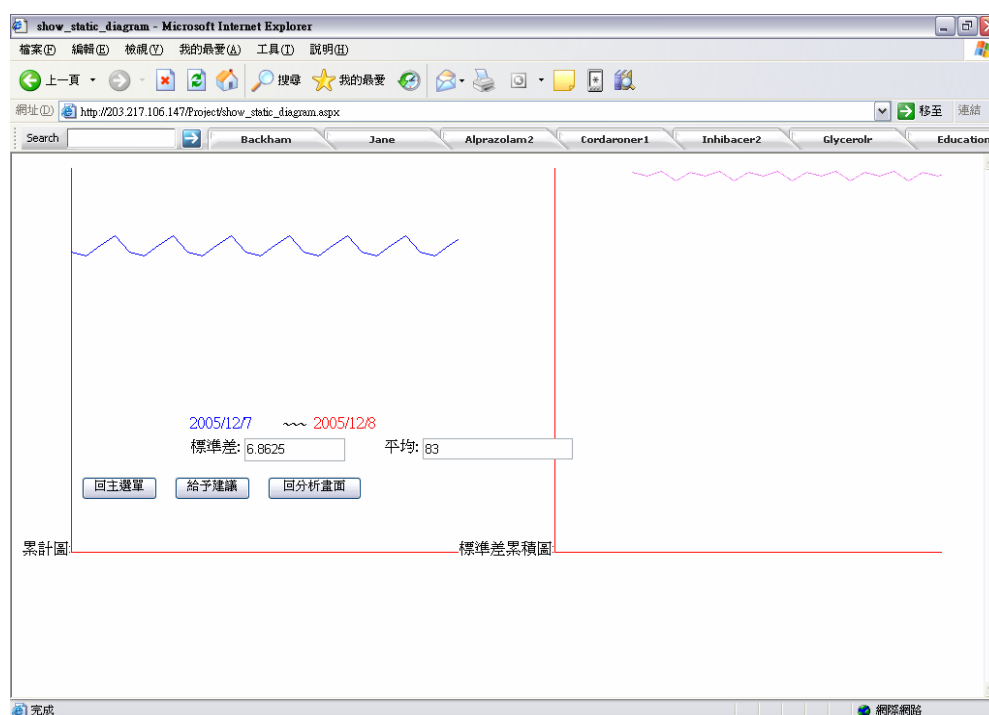 show_static_diagram - Microsoft Internet Explorer
檔案(F) 編輯(E) 檢視(V) 我的最愛(A) 工具(T) 說明(H)
上一頁 搜尋 我的最愛
網址(D) http://203.217.106.147/Project/show_static_diagram.aspx 移至 連結
Search Backham Jane Alprazolam2 Cordaroner1 Inhibacer2 Glycerolr Education
2005/12/7 ~~~ 2005/12/8
標準差: 6.8625 平均: 83
回主選單 給予建議 回分析畫面
累計圖: 標準差累積圖:
完成 網際網路